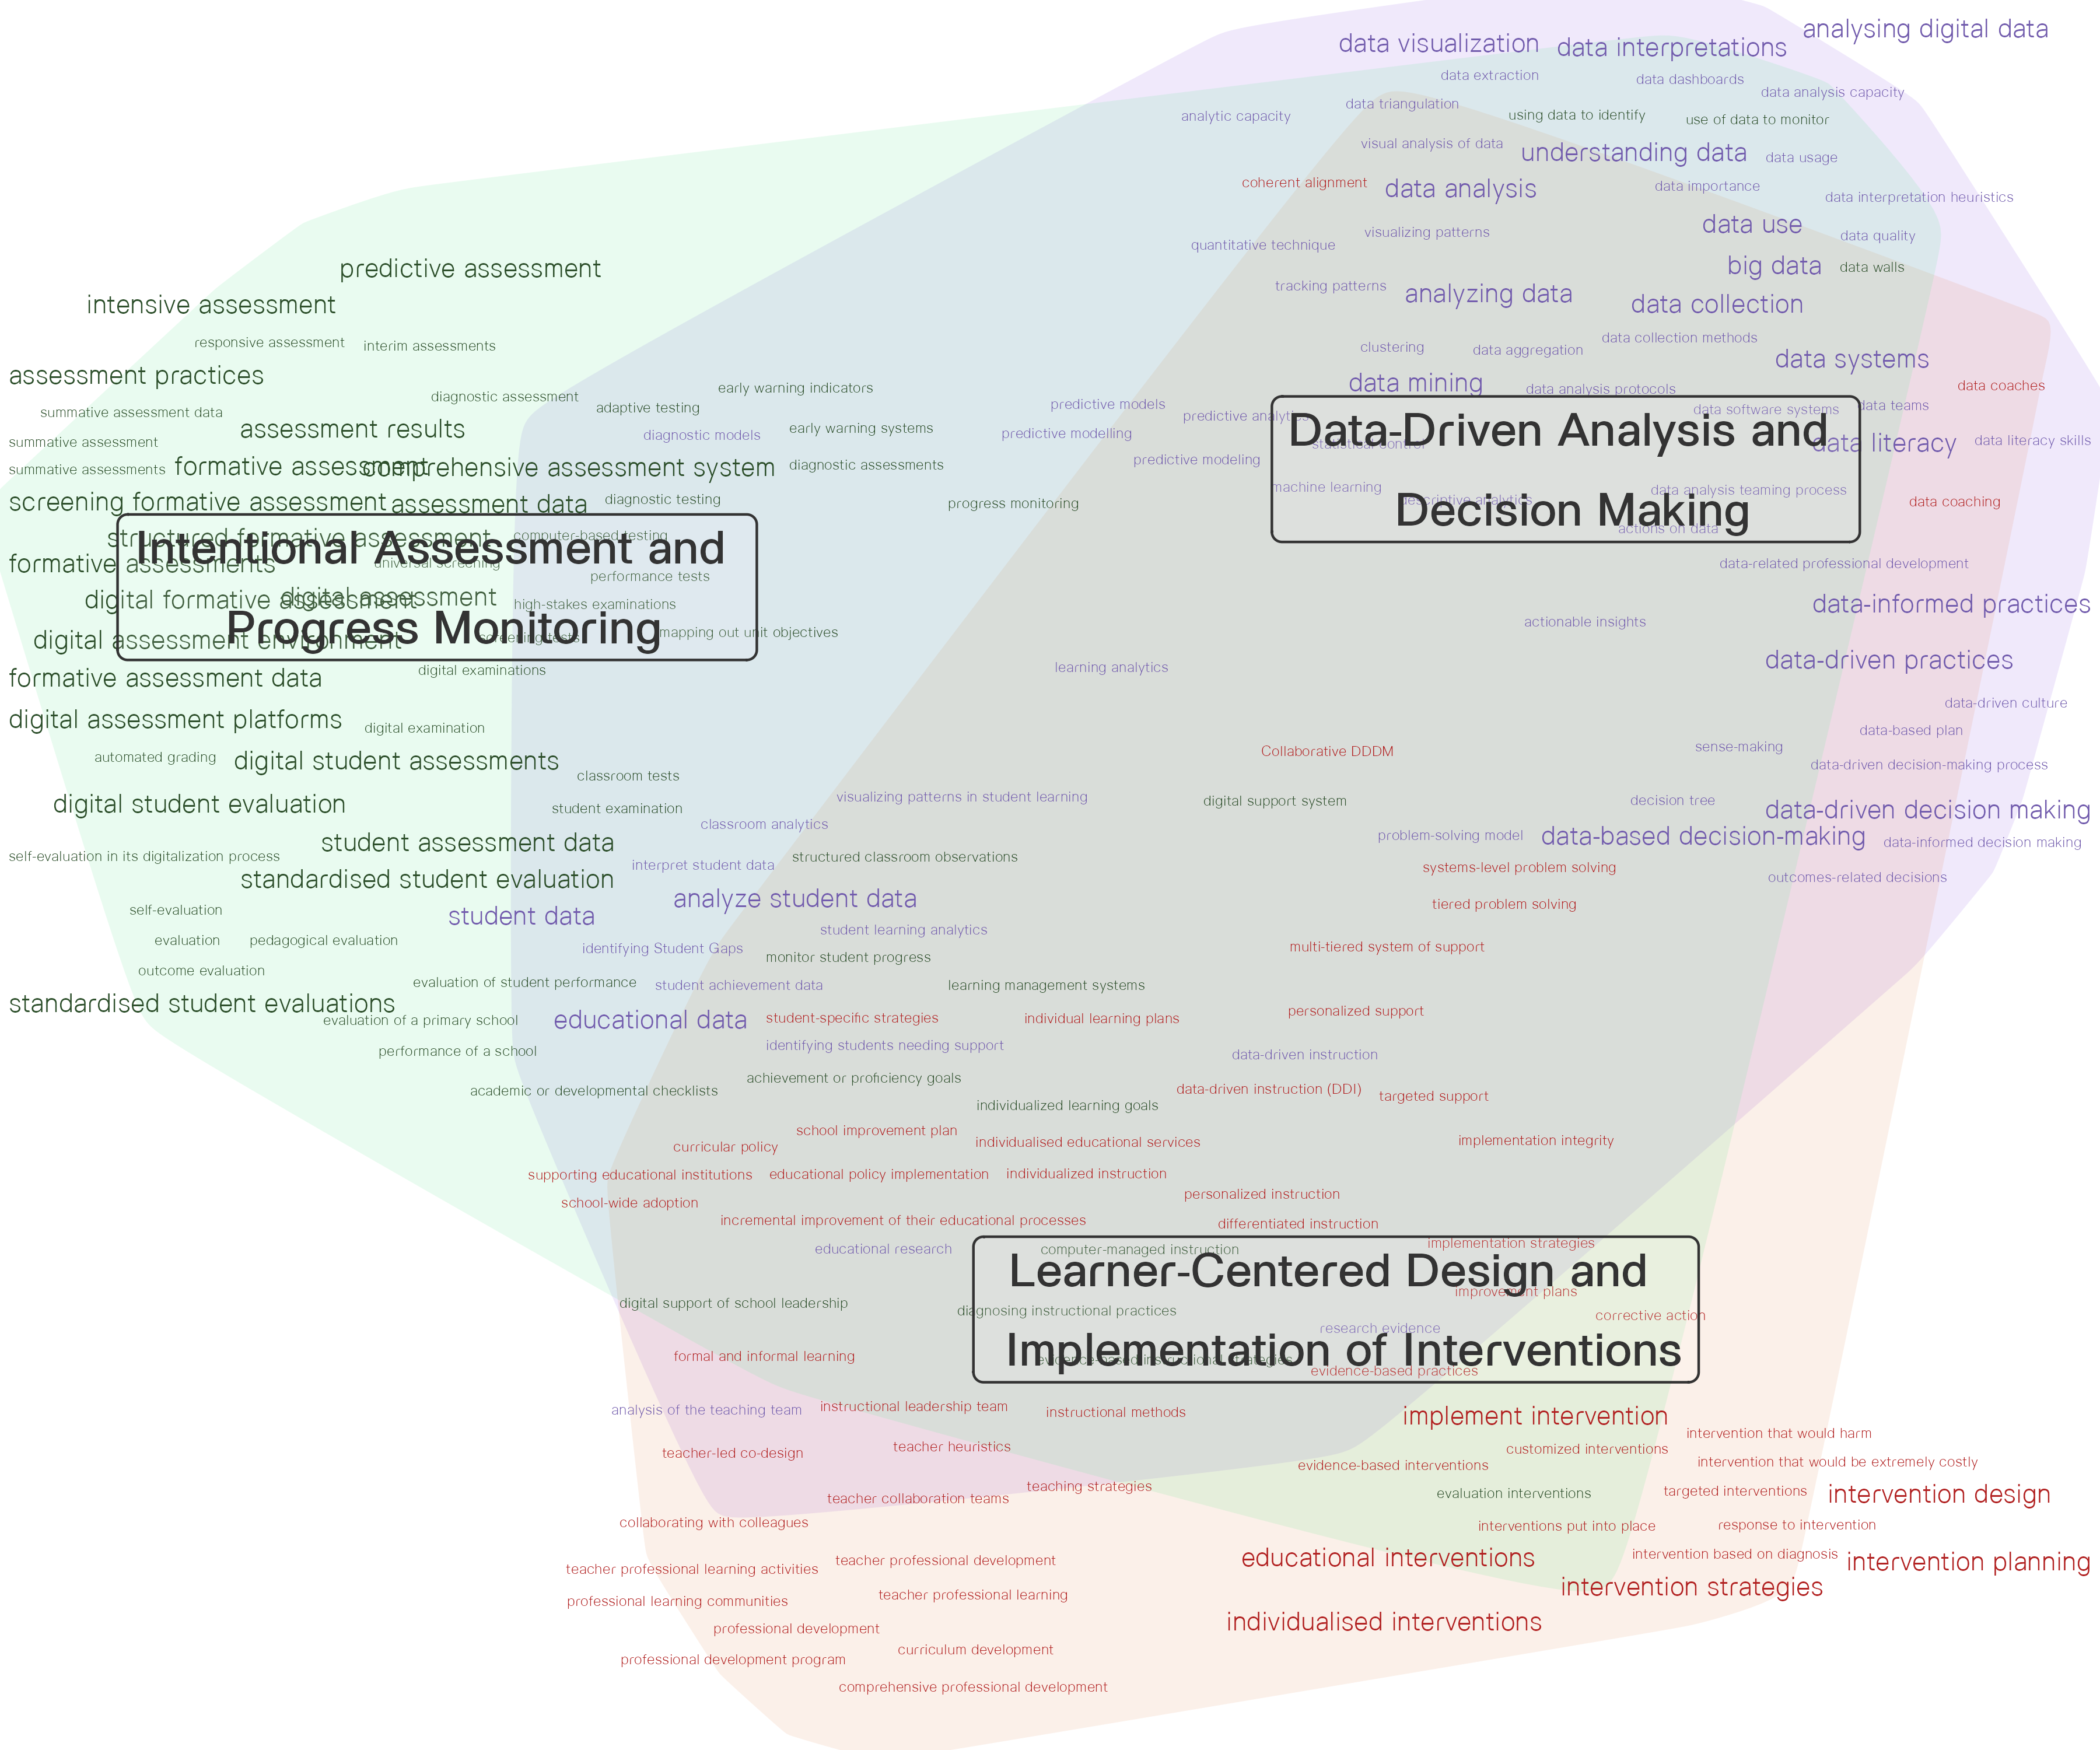 analysing digital data
data visualization
data interpretations
data extraction
data dashboards
data analysis capacity
data triangulation
analytic capacity
using data to identify
use of data to monitor
visual analysis of data
understanding data
data usage
coherent alignment
data analysis
data importance
data interpretation heuristics
data use
visualizing patterns
data quality
quantitative technique
big data
data walls
predictive assessment
tracking patterns
analyzing data
data collection
intensive assessment
data collection methods
responsive assessment
interim assessments
clustering
data aggregation
data systems
assessment practices
data mining
data analysis protocols
data coaches
early warning indicators
diagnostic assessment
adaptive testing
predictive models
data software systems
data teams
summative assessment data
predictive analytics
assessment results
early warning systems
diagnostic models
predictive modelling
Data-Driven Analysis and
Decision Making
statistical control
data literacy
data literacy skills
summative assessment
summative assessments
formative assessment
comprehensive assessment system
diagnostic assessments
predictive modeling
machine learning
descriptive analytics
data analysis teaming process
screening formative assessment
assessment data
diagnostic testing
progress monitoring
data coaching
actions on data
structured formative assessment
computer-based testing
Intentional Assessment and
Progress Monitoring
formative assessments
universal screening
performance tests
data-related professional development
digital formative assessment
digital assessment
high-stakes examinations
data-informed practices
actionable insights
digital assessment environment
screening tests
mapping out unit objectives
data-driven practices
learning analytics
formative assessment data
digital examinations
data-driven culture
digital assessment platforms
digital examination
data-based plan
Collaborative DDDM
sense-making
automated grading
digital student assessments
data-driven decision-making process
classroom tests
visualizing patterns in student learning
digital support system
decision tree
digital student evaluation
student examination
data-driven decision making
classroom analytics
problem-solving model
data-based decision-making
data-informed decision making
student assessment data
self-evaluation in its digitalization process
structured classroom observations
interpret student data
systems-level problem solving
standardised student evaluation
outcomes-related decisions
analyze student data
tiered problem solving
self-evaluation
student data
student learning analytics
evaluation
pedagogical evaluation
identifying Student Gaps
multi-tiered system of support
monitor student progress
outcome evaluation
evaluation of student performance
student achievement data
learning management systems
standardised student evaluations
personalized support
evaluation of a primary school
educational data
student-specific strategies
individual learning plans
performance of a school
identifying students needing support
data-driven instruction
achievement or proficiency goals
academic or developmental checklists
data-driven instruction (DDI)
targeted support
individualized learning goals
school improvement plan
curricular policy
individualised educational services
implementation integrity
supporting educational institutions
educational policy implementation
individualized instruction
school-wide adoption
personalized instruction
incremental improvement of their educational processes
differentiated instruction
educational research
computer-managed instruction
implementation strategies
Learner-Centered Design and
Implementation of Interventions
improvement plans
digital support of school leadership
diagnosing instructional practices
corrective action
research evidence
formal and informal learning
evidence-based instructional strategies
evidence-based practices
analysis of the teaching team
instructional leadership team
instructional methods
implement intervention
intervention that would harm
teacher-led co-design
teacher heuristics
customized interventions
evidence-based interventions
intervention that would be extremely costly
teaching strategies
evaluation interventions
targeted interventions
intervention design
teacher collaboration teams
collaborating with colleagues
interventions put into place
response to intervention
teacher professional learning activities
teacher professional development
educational interventions
intervention based on diagnosis
intervention planning
professional learning communities
teacher professional learning
intervention strategies
professional development
individualised interventions
curriculum development
professional development program
comprehensive professional development